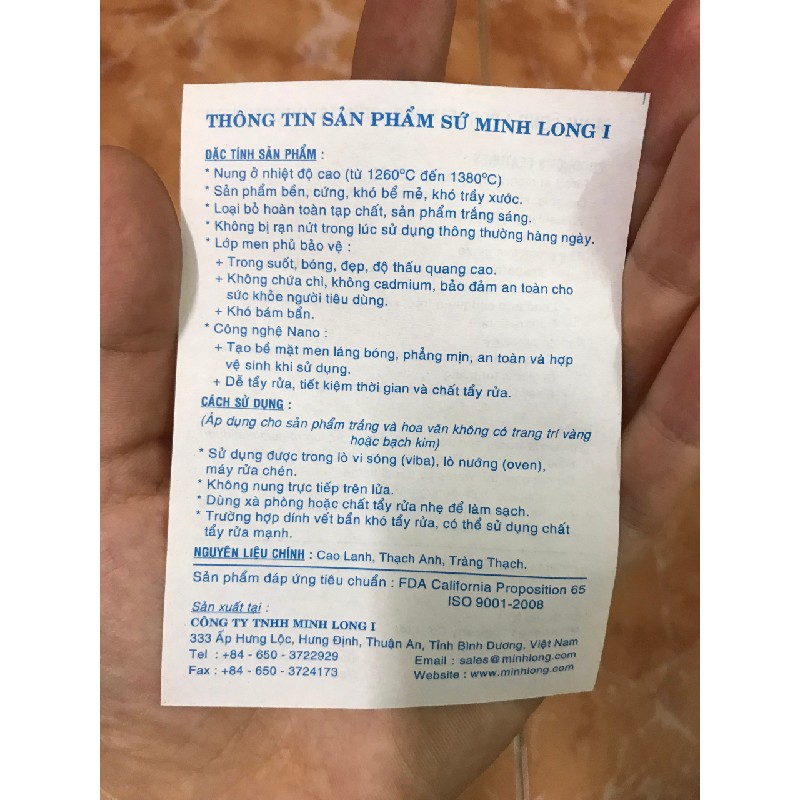 THÔNG TIN SẢN PHẨM SỨ MINH LONG I
ĐẶC TÍNH SẢN PHẨM :
* Nung ở nhiệt độ cao (từ 1260°C đến 1380°C)
* Sản phẩm bền, cứng, khó bể mẻ, khó trầy xước.
* Loại bỏ hoàn toàn tạp chất, sản phẩm trắng sáng.
* Không bị rạn nứt trong lúc sử dụng thông thường hàng ngày.
* Lớp men phủ bảo vệ :
+ Trong suốt, bóng, đẹp, độ thấu quang cao.
+ Không chứa chì, không cadmium, bảo đảm an toàn cho
sức khỏe người tiêu dùng.
+ Khó bám bẩn.
* Công nghệ Nano :
+ Tạo bề mặt men láng bóng, phẳng mịn, an toàn và hợp
vệ sinh khi sử dụng.
+ Dễ tẩy rửa, tiết kiệm thời gian và chất tẩy rửa.
CÁCH SỬ DỤNG :
(Áp dụng cho sản phẩm trắng và hoa văn không có trang trí vàng
hoặc bạch kim)
* Sử dụng được trong lò vi sóng (viba), lò nướng (oven),
máy rửa chén.
* Không nung trực tiếp trên lửa.
* Dùng xà phòng hoặc chất tẩy rửa nhẹ để làm sạch.
* Trường hợp dính vết bẩn khó tẩy rửa, có thể sử dụng chất
tẩy rửa mạnh.
NGUYÊN LIỆU CHÍNH : Cao Lanh, Thạch Anh, Tràng Thạch.
Sản phẩm đáp ứng tiêu chuẩn : FDA California Proposition 65
ISO 9001-2008
Sản xuất tại :
CÔNG TY TNHH MINH LONG I
333 Ấp Hưng Lộc, Hưng Định, Thuận An, Tỉnh Bình Dương, Việt Nam
Tel : +84 - 650 - 3722929 Email : sales@minhlong.com
Fax : +84 - 650 - 3724173 Website : www.minhlong.com